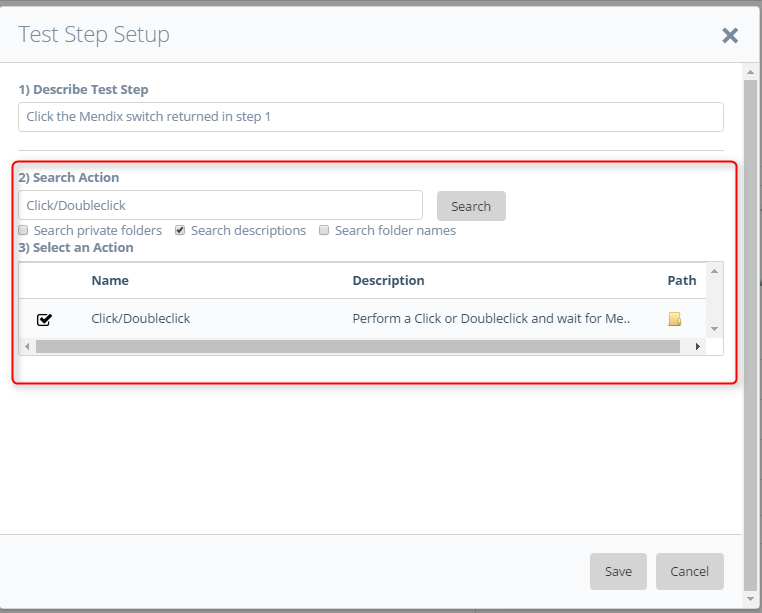 Test Step Setup
1) Describe Test Step
Click the Mendix switch returned in step 1
2) Search Action
Click/Doubleclick
Search
Search private folders Search descriptions Search folder names
3) Select an Action
Name Description Path
Click/Doubleclick Perform a Click or Doubleclick and wait for Me..
Save Cancel